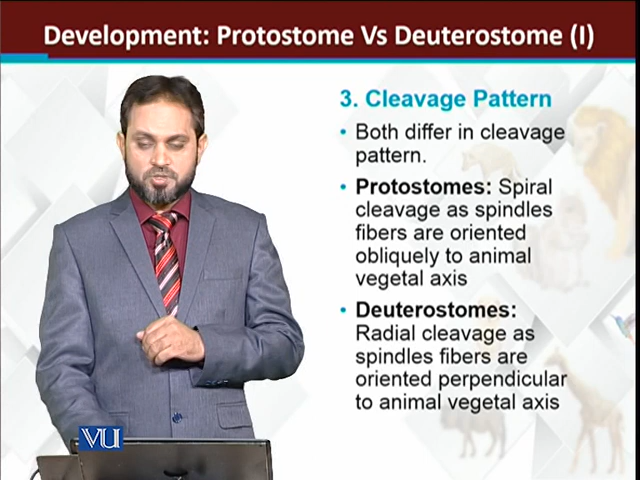 Development: Protostome Vs Deuterostome (I)
3. Cleavage Pattern
• Both differ in cleavage
pattern.
• Protostomes: Spiral
cleavage as spindles
fibers are oriented
obliquely to animal
vegetal axis
• Deuterostomes:
Radial cleavage as
spindles fibers are
oriented perpendicular
to animal vegetal axis
VU